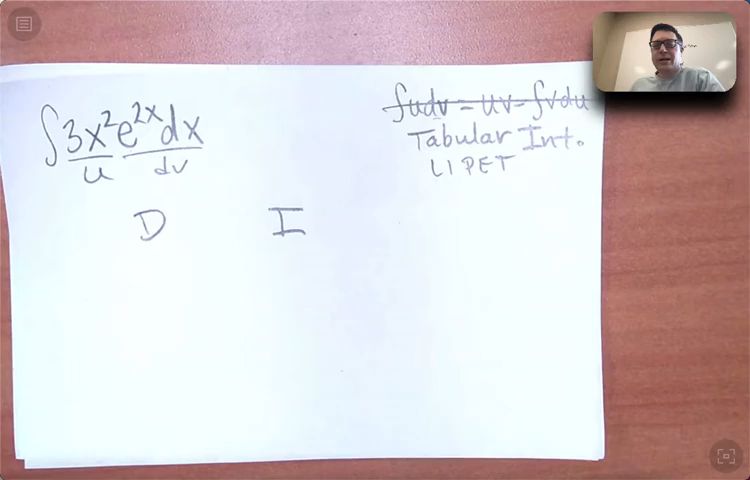 ∫3x²e²ˣdx
u dv
D I
∫udv = uv - ∫vdu
Tabular Int.
LIPET